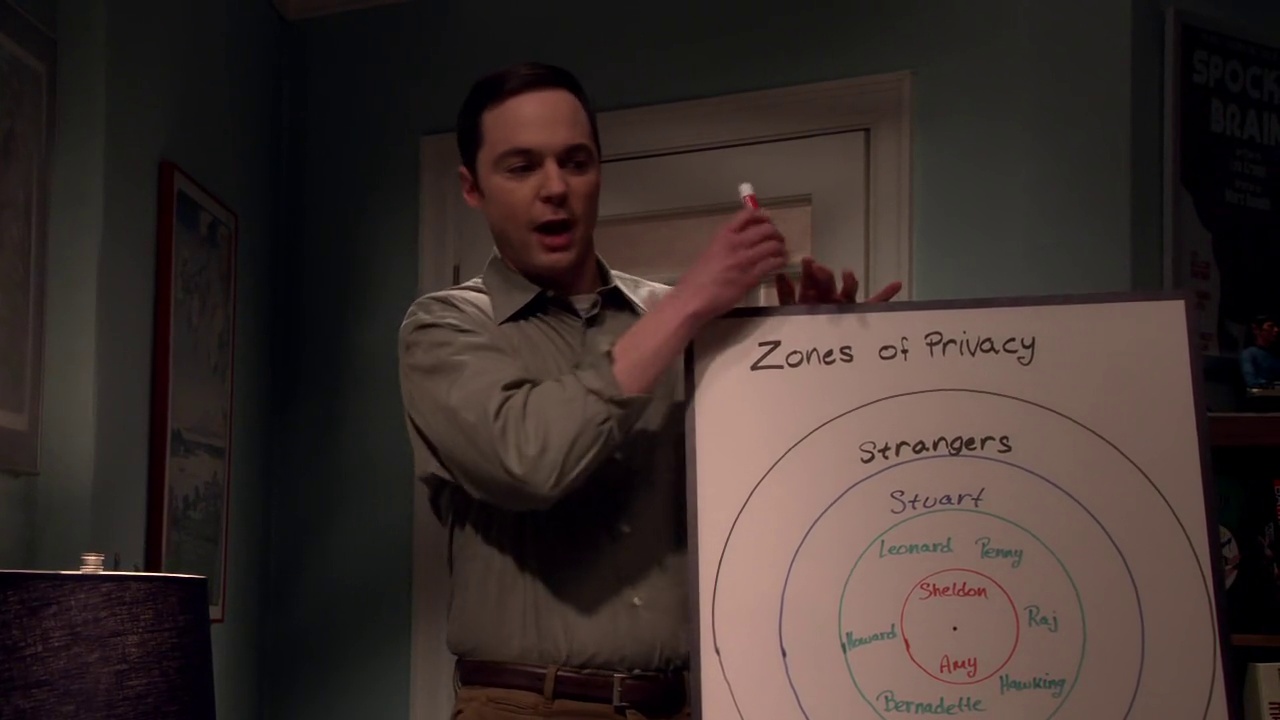 SPOCK
BRAIN
Zones of Privacy
Strangers
Stuart
Leonard Penny
Sheldon
Raj
Howard
Amy
Hawking
Bernadette